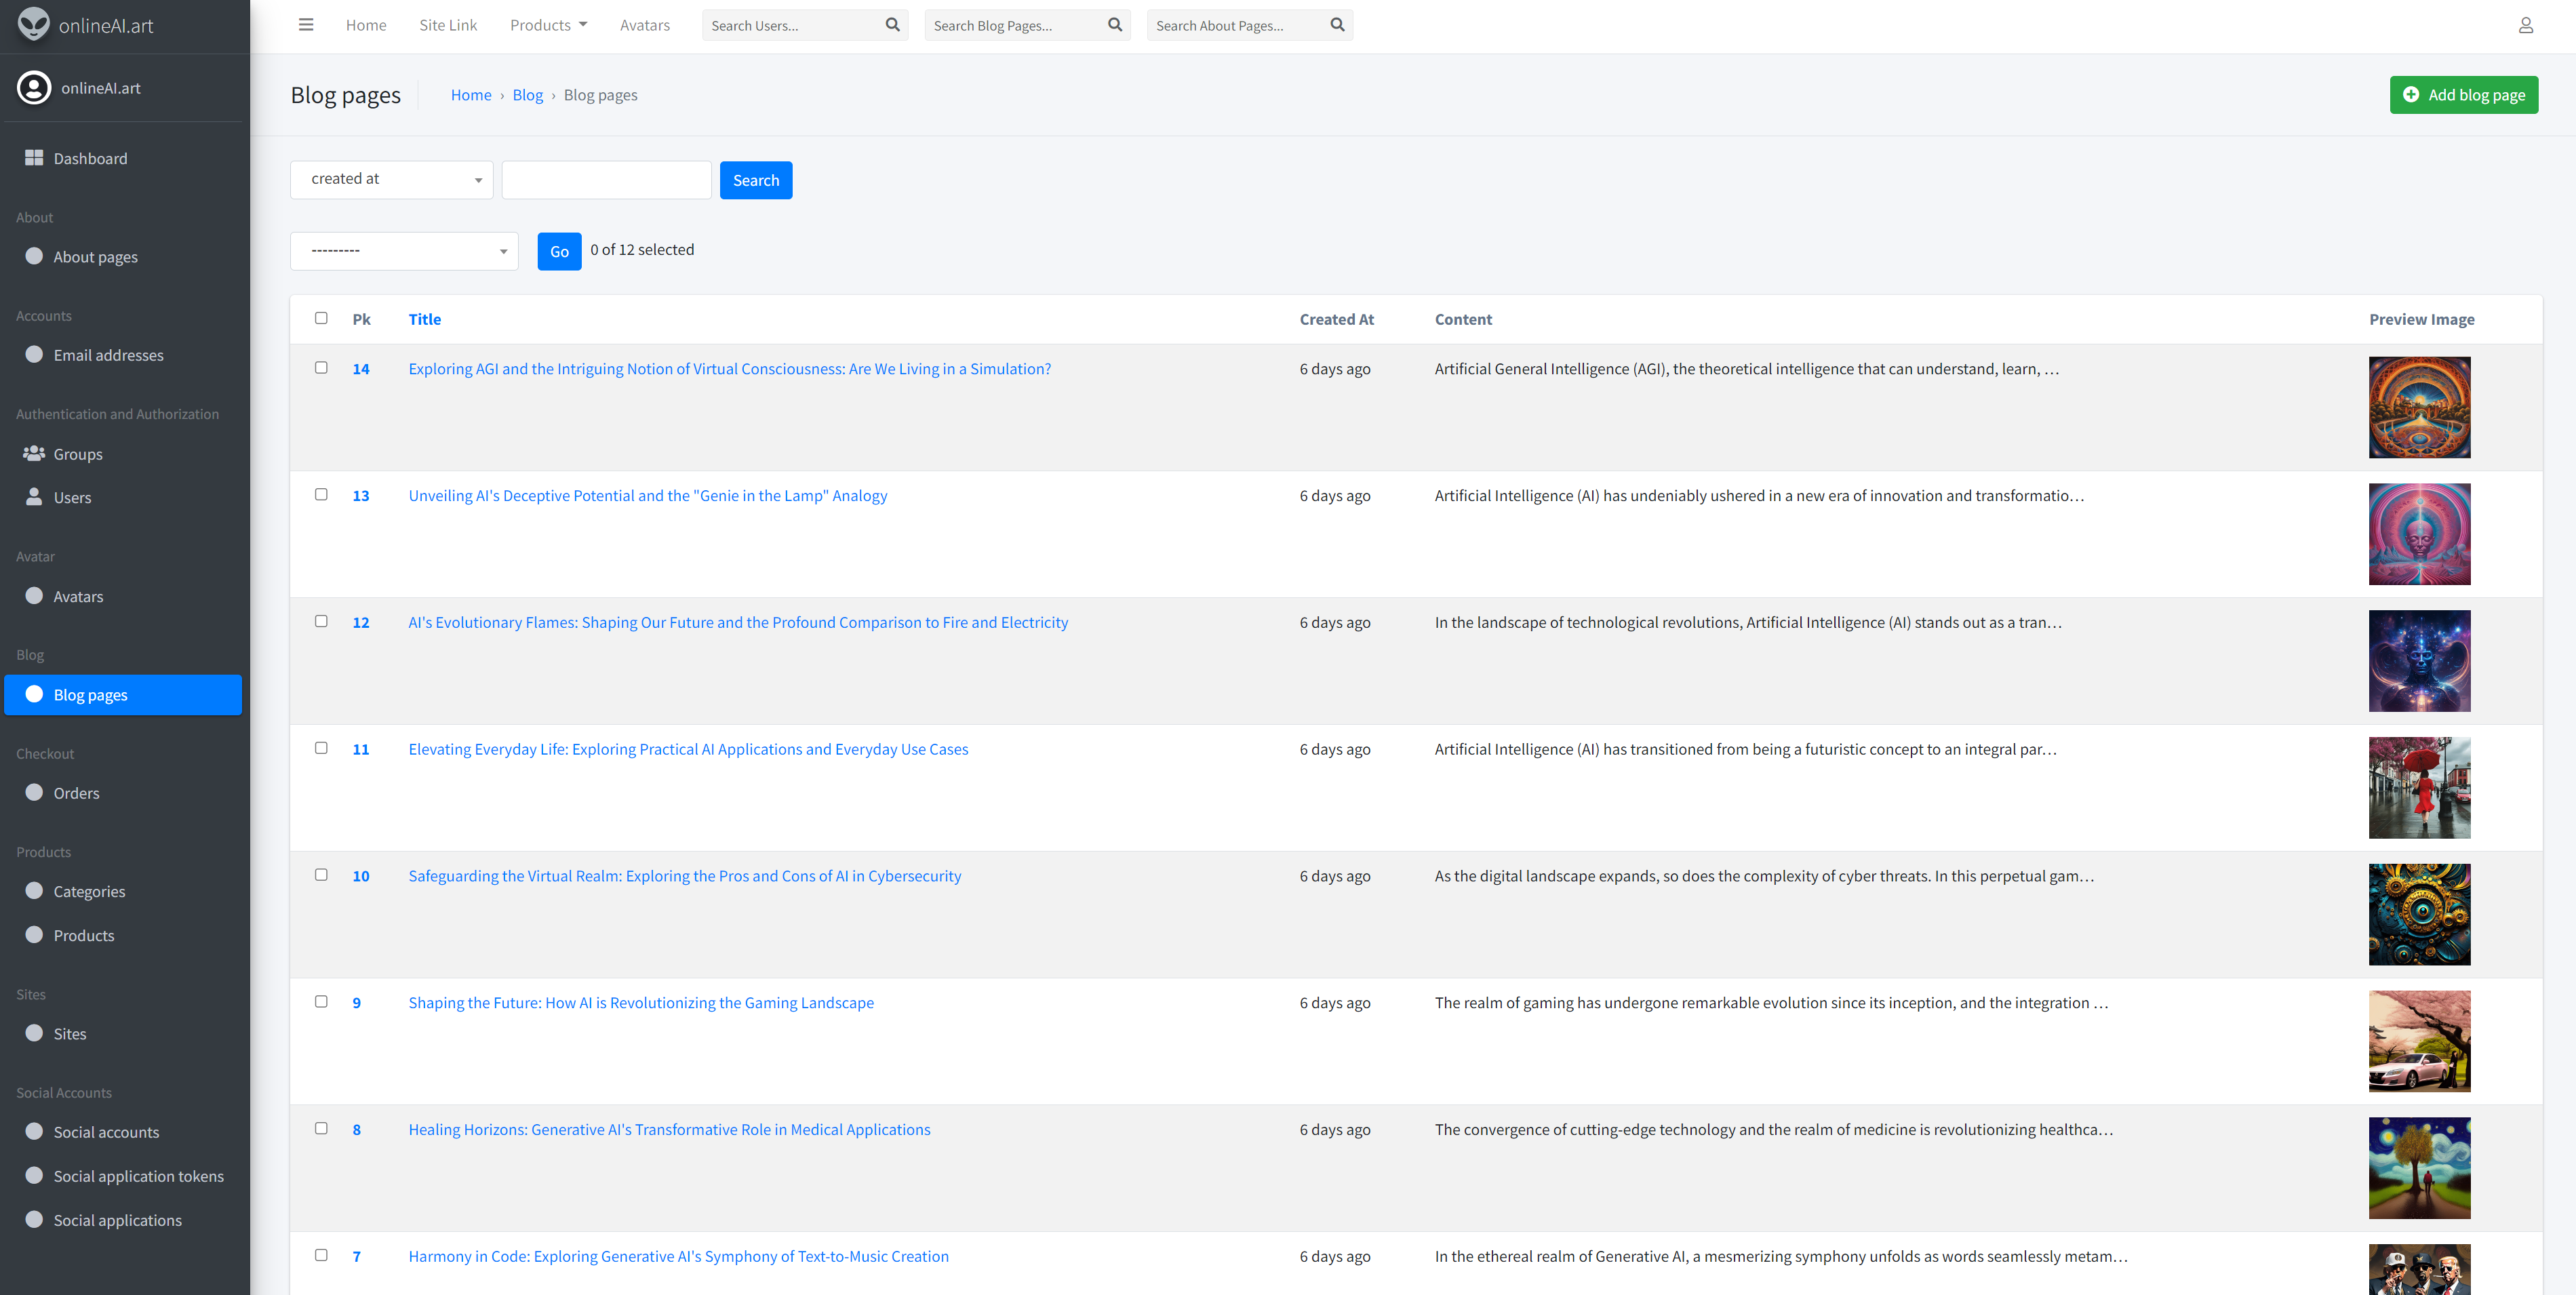 onlineAI.art
Home Site Link Products Avatars Search Users... Search Blog Pages... Search About Pages...
onlineAI.art
Blog pages Home › Blog › Blog pages Add blog page
Dashboard
created at Search
About
About pages
--------- Go 0 of 12 selected
Accounts
Email addresses
Authentication and Authorization
Groups
Users
Avatar
Avatars
Blog
Blog pages
Checkout
Orders
Products
Categories
Products
Sites
Sites
Social Accounts
Social accounts
Social application tokens
Social applications
Pk Title Created At Content Preview Image
14 Exploring AGI and the Intriguing Notion of Virtual Consciousness: Are We Living in a Simulation? 6 days ago Artificial General Intelligence (AGI), the theoretical intelligence that can understand, learn, …
13 Unveiling AI's Deceptive Potential and the "Genie in the Lamp" Analogy 6 days ago Artificial Intelligence (AI) has undeniably ushered in a new era of innovation and transformatio…
12 AI's Evolutionary Flames: Shaping Our Future and the Profound Comparison to Fire and Electricity 6 days ago In the landscape of technological revolutions, Artificial Intelligence (AI) stands out as a tran…
11 Elevating Everyday Life: Exploring Practical AI Applications and Everyday Use Cases 6 days ago Artificial Intelligence (AI) has transitioned from being a futuristic concept to an integral par…
10 Safeguarding the Virtual Realm: Exploring the Pros and Cons of AI in Cybersecurity 6 days ago As the digital landscape expands, so does the complexity of cyber threats. In this perpetual gam…
9 Shaping the Future: How AI is Revolutionizing the Gaming Landscape 6 days ago The realm of gaming has undergone remarkable evolution since its inception, and the integration …
8 Healing Horizons: Generative AI's Transformative Role in Medical Applications 6 days ago The convergence of cutting-edge technology and the realm of medicine is revolutionizing healthca…
7 Harmony in Code: Exploring Generative AI's Symphony of Text-to-Music Creation 6 days ago In the ethereal realm of Generative AI, a mesmerizing symphony unfolds as words seamlessly metam…